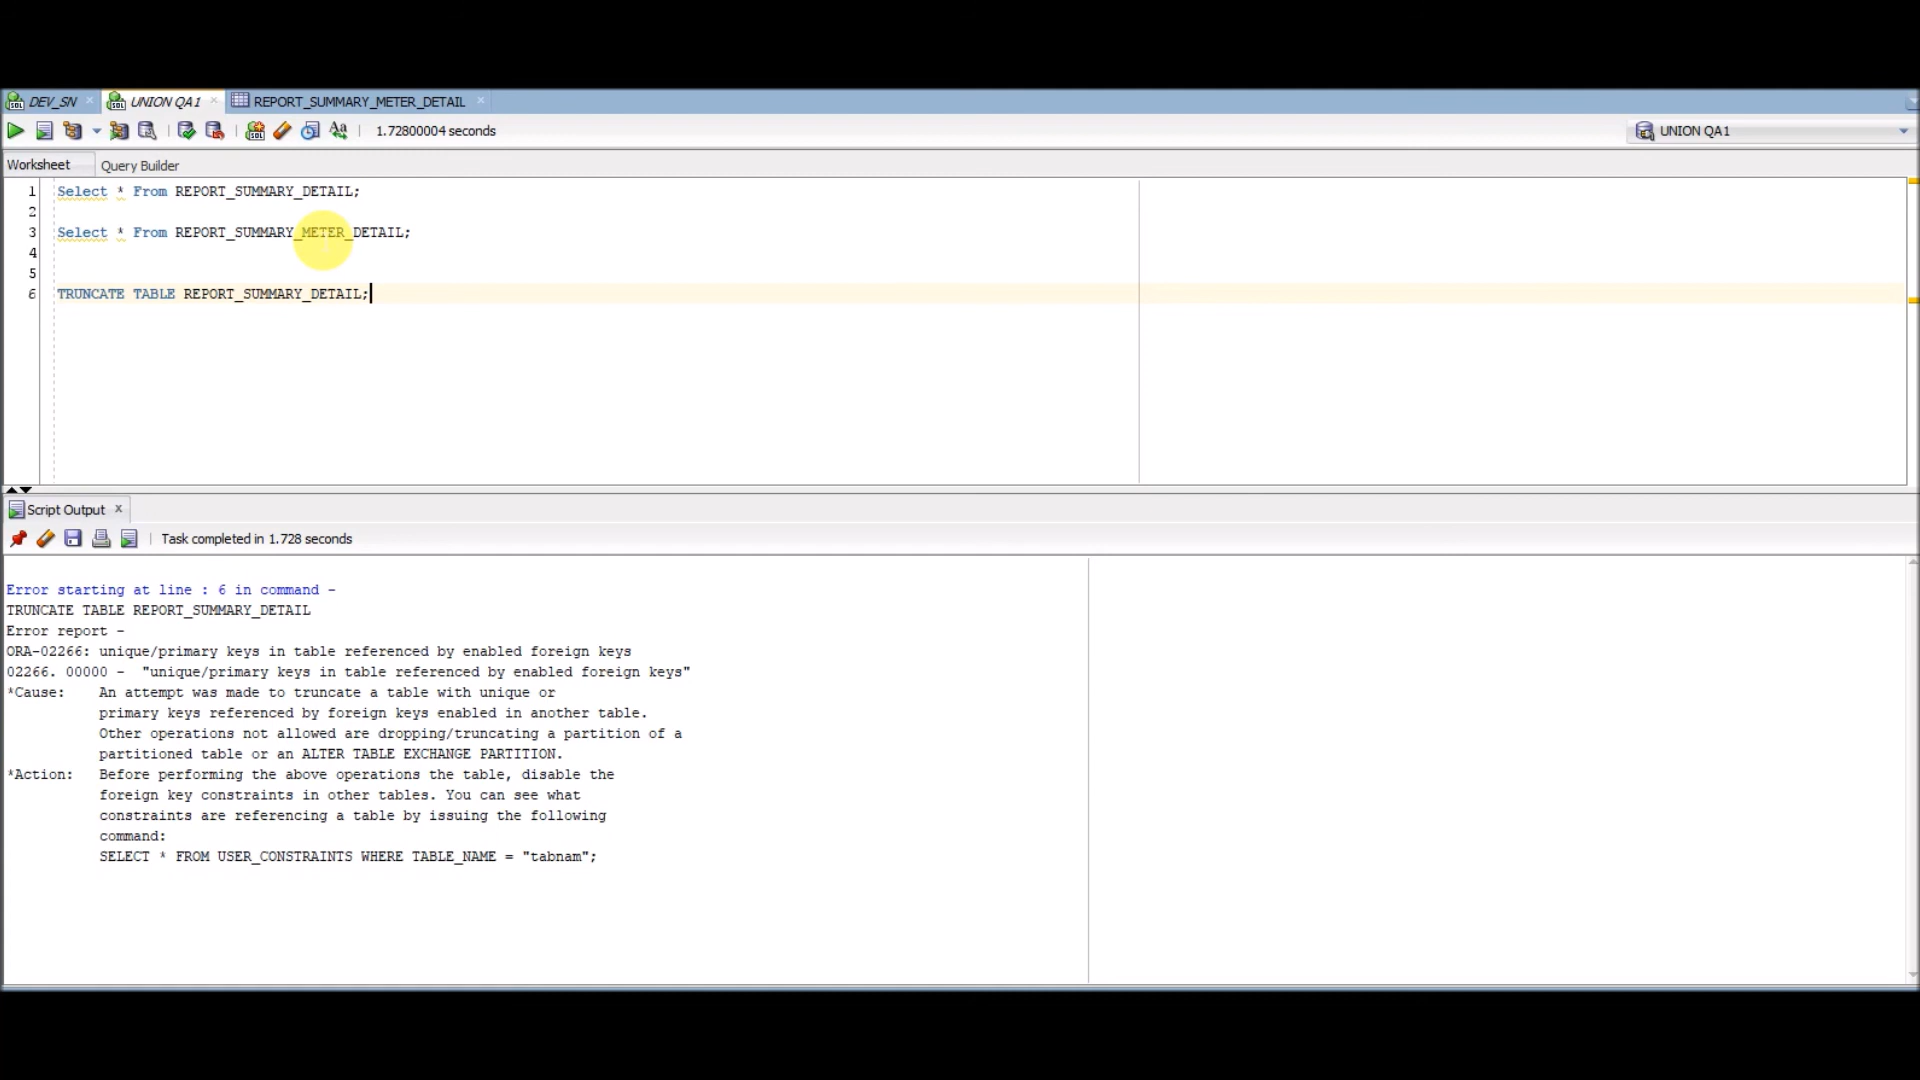 DEV_SN UNION QA1 REPORT_SUMMARY_METER_DETAIL
1.72800004 seconds UNION QA1
Worksheet Query Builder
1 Select * From REPORT_SUMMARY_DETAIL;
2
3 Select * From REPORT_SUMMARY_METER_DETAIL;
4
5
6 TRUNCATE TABLE REPORT_SUMMARY_DETAIL;
Script Output
Task completed in 1.728 seconds
Error starting at line : 6 in command -
TRUNCATE TABLE REPORT_SUMMARY_DETAIL
Error report -
ORA-02266: unique/primary keys in table referenced by enabled foreign keys
02266. 00000 - "unique/primary keys in table referenced by enabled foreign keys"
*Cause: An attempt was made to truncate a table with unique or
primary keys referenced by foreign keys enabled in another table.
Other operations not allowed are dropping/truncating a partition of a
partitioned table or an ALTER TABLE EXCHANGE PARTITION.
*Action: Before performing the above operations the table, disable the
foreign key constraints in other tables. You can see what
constraints are referencing a table by issuing the following
command:
SELECT * FROM USER_CONSTRAINTS WHERE TABLE_NAME = "tabnam";